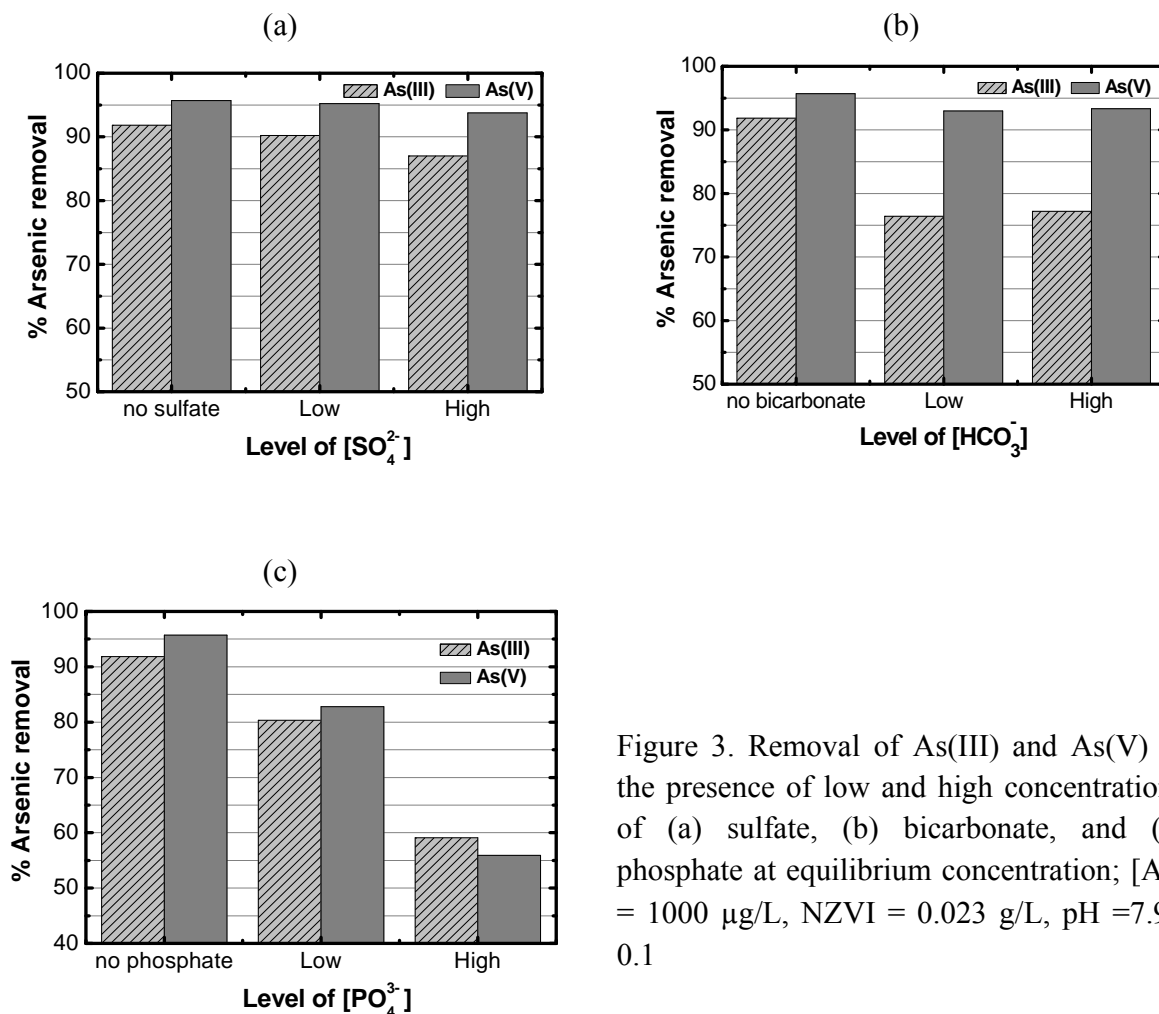 (a)
100
90
80
70
60
50
% Arsenic removal
As(III) As(V)
no sulfate Low High
Level of [SO₄²⁻]
(b)
100
90
80
70
60
50
% Arsenic removal
As(III) As(V)
no bicarbonate Low High
Level of [HCO₃⁻]
(c)
100
90
80
70
60
50
40
% Arsenic removal
As(III)
As(V)
no phosphate Low High
Level of [PO₄³⁻]
Figure 3. Removal of As(III) and As(V)
the presence of low and high concentration
of (a) sulfate, (b) bicarbonate, and (
phosphate at equilibrium concentration; [A
= 1000 µg/L, NZVI = 0.023 g/L, pH =7.9
0.1